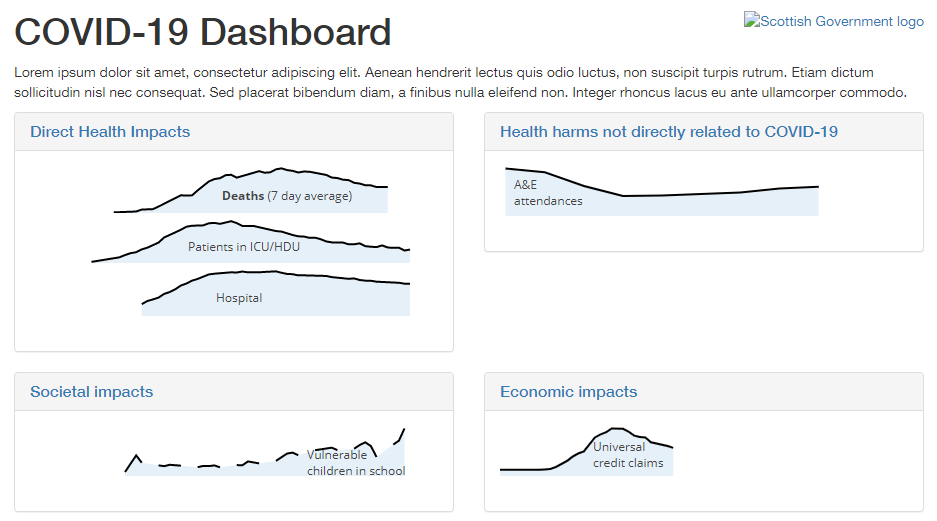 COVID-19 Dashboard
Scottish Government logo
Lorem ipsum dolor sit amet, consectetur adipiscing elit. Aenean hendrerit lectus quis odio luctus, non suscipit turpis rutrum. Etiam dictum
sollicitudin nisl nec consequat. Sed placerat bibendum diam, a finibus nulla eleifend non. Integer rhoncus lacus eu ante ullamcorper commodo.
Direct Health Impacts
Deaths (7 day average)
Patients in ICU/HDU
Hospital
Health harms not directly related to COVID-19
A&E
attendances
Societal impacts
Vulnerable
children in school
Economic impacts
Universal
credit claims